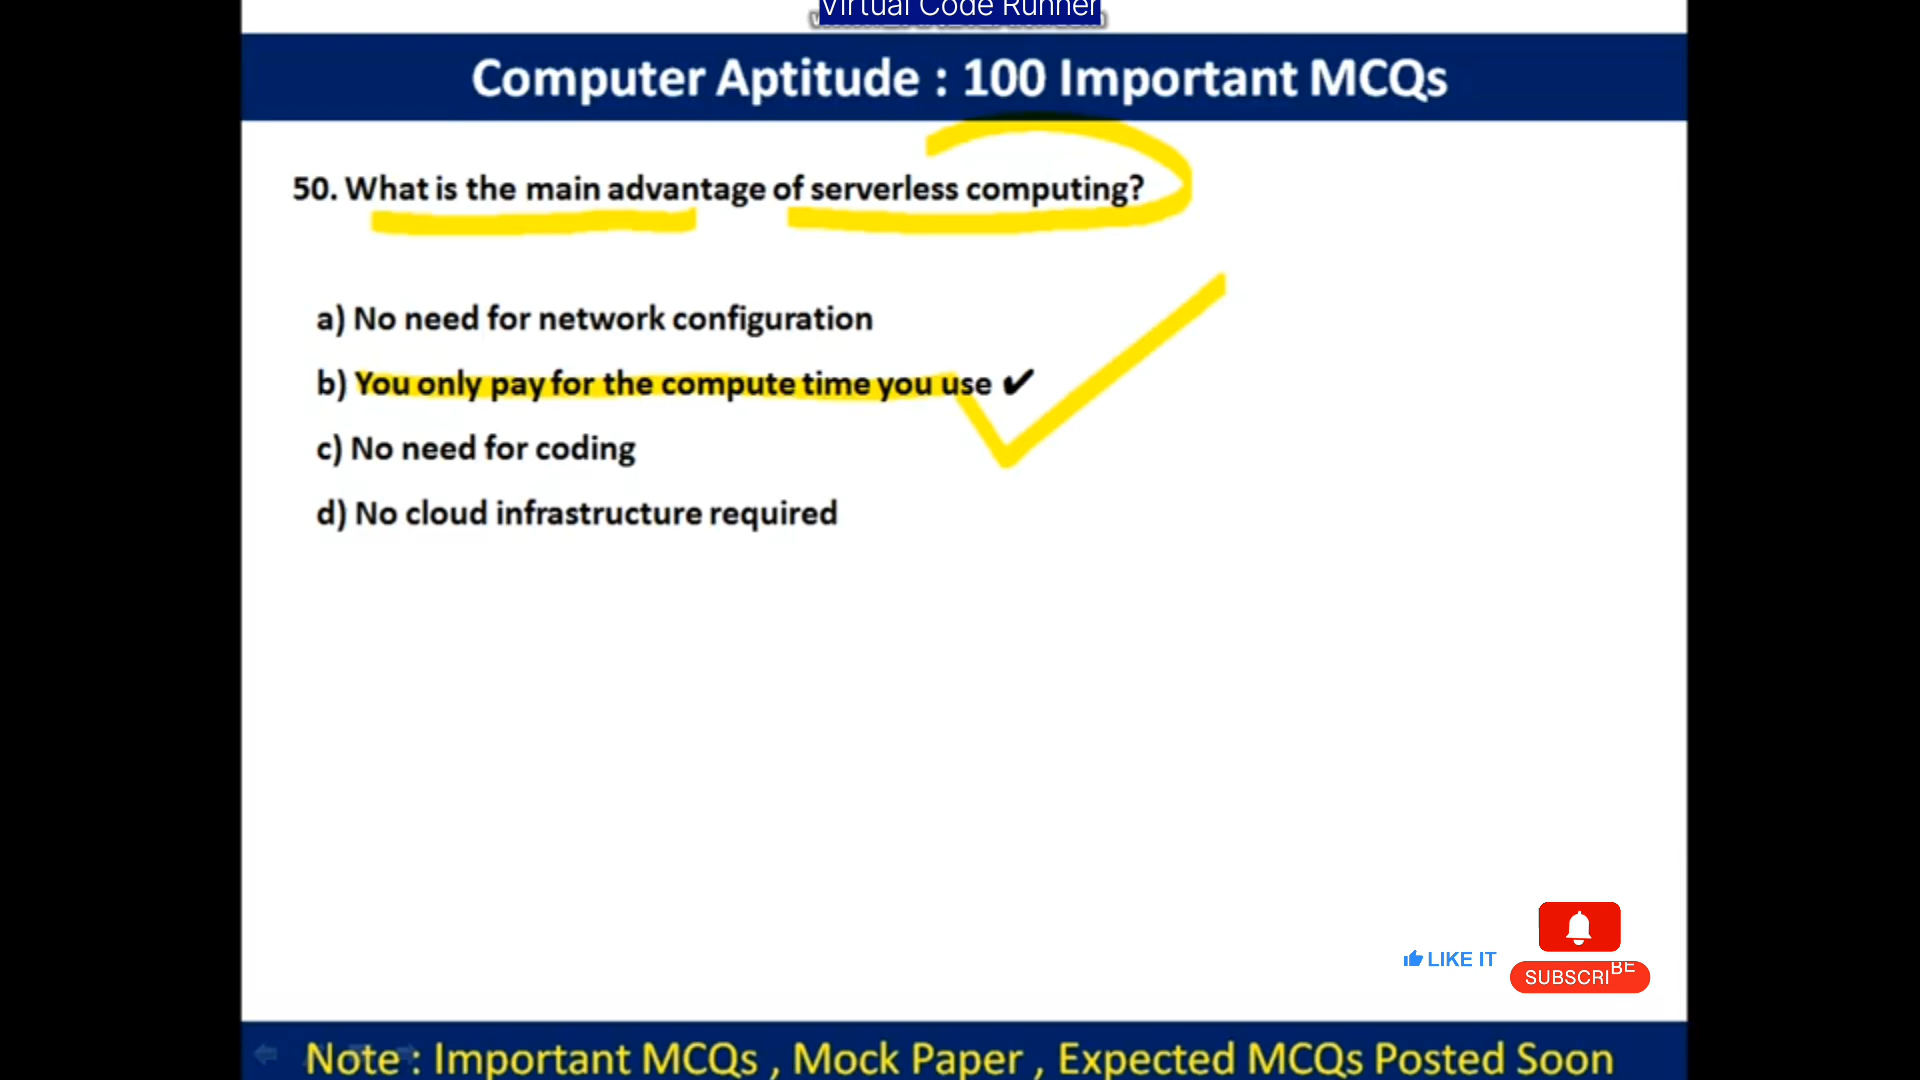 Virtual Code Runner
Computer Aptitude : 100 Important MCQs
50. What is the main advantage of serverless computing?
a) No need for network configuration
b) You only pay for the compute time you use ✔
c) No need for coding
d) No cloud infrastructure required
LIKE IT
SUBSCRIBE
Note : Important MCQs , Mock Paper , Expected MCQs Posted Soon